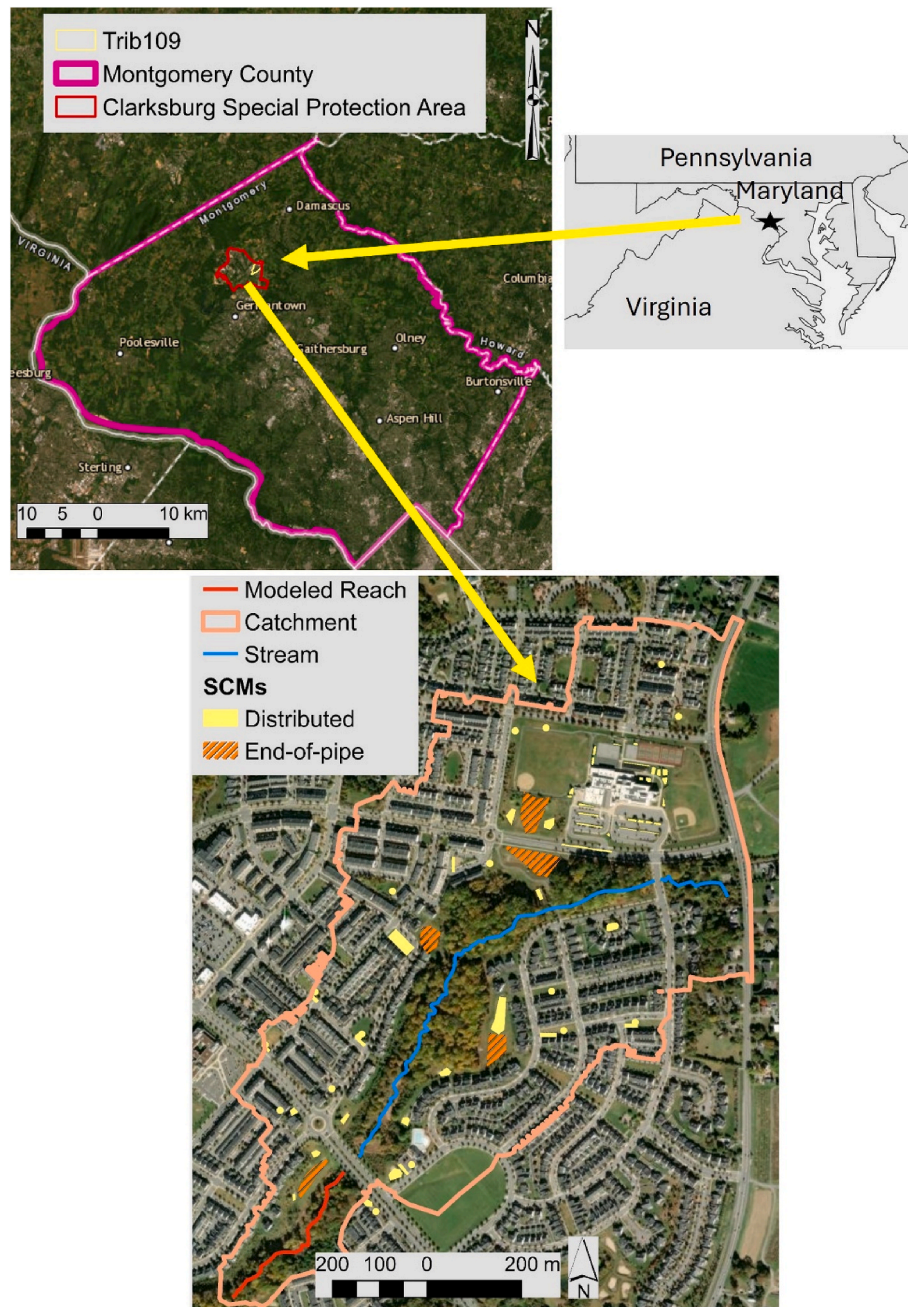 Trib109
Montgomery County
Clarksburg Special Protection Area
N
Montgomery
Damascus
VIRGINIA
Columbia
Germantown
Poolesville
Gaithersburg
Olney
Howard
eesburg
Burtonsville
Aspen Hill
Sterling
10 5 0 10 km
Pennsylvania
Maryland
Virginia
Modeled Reach
Catchment
Stream
SCMs
Distributed
End-of-pipe
200 100 0 200 m
N